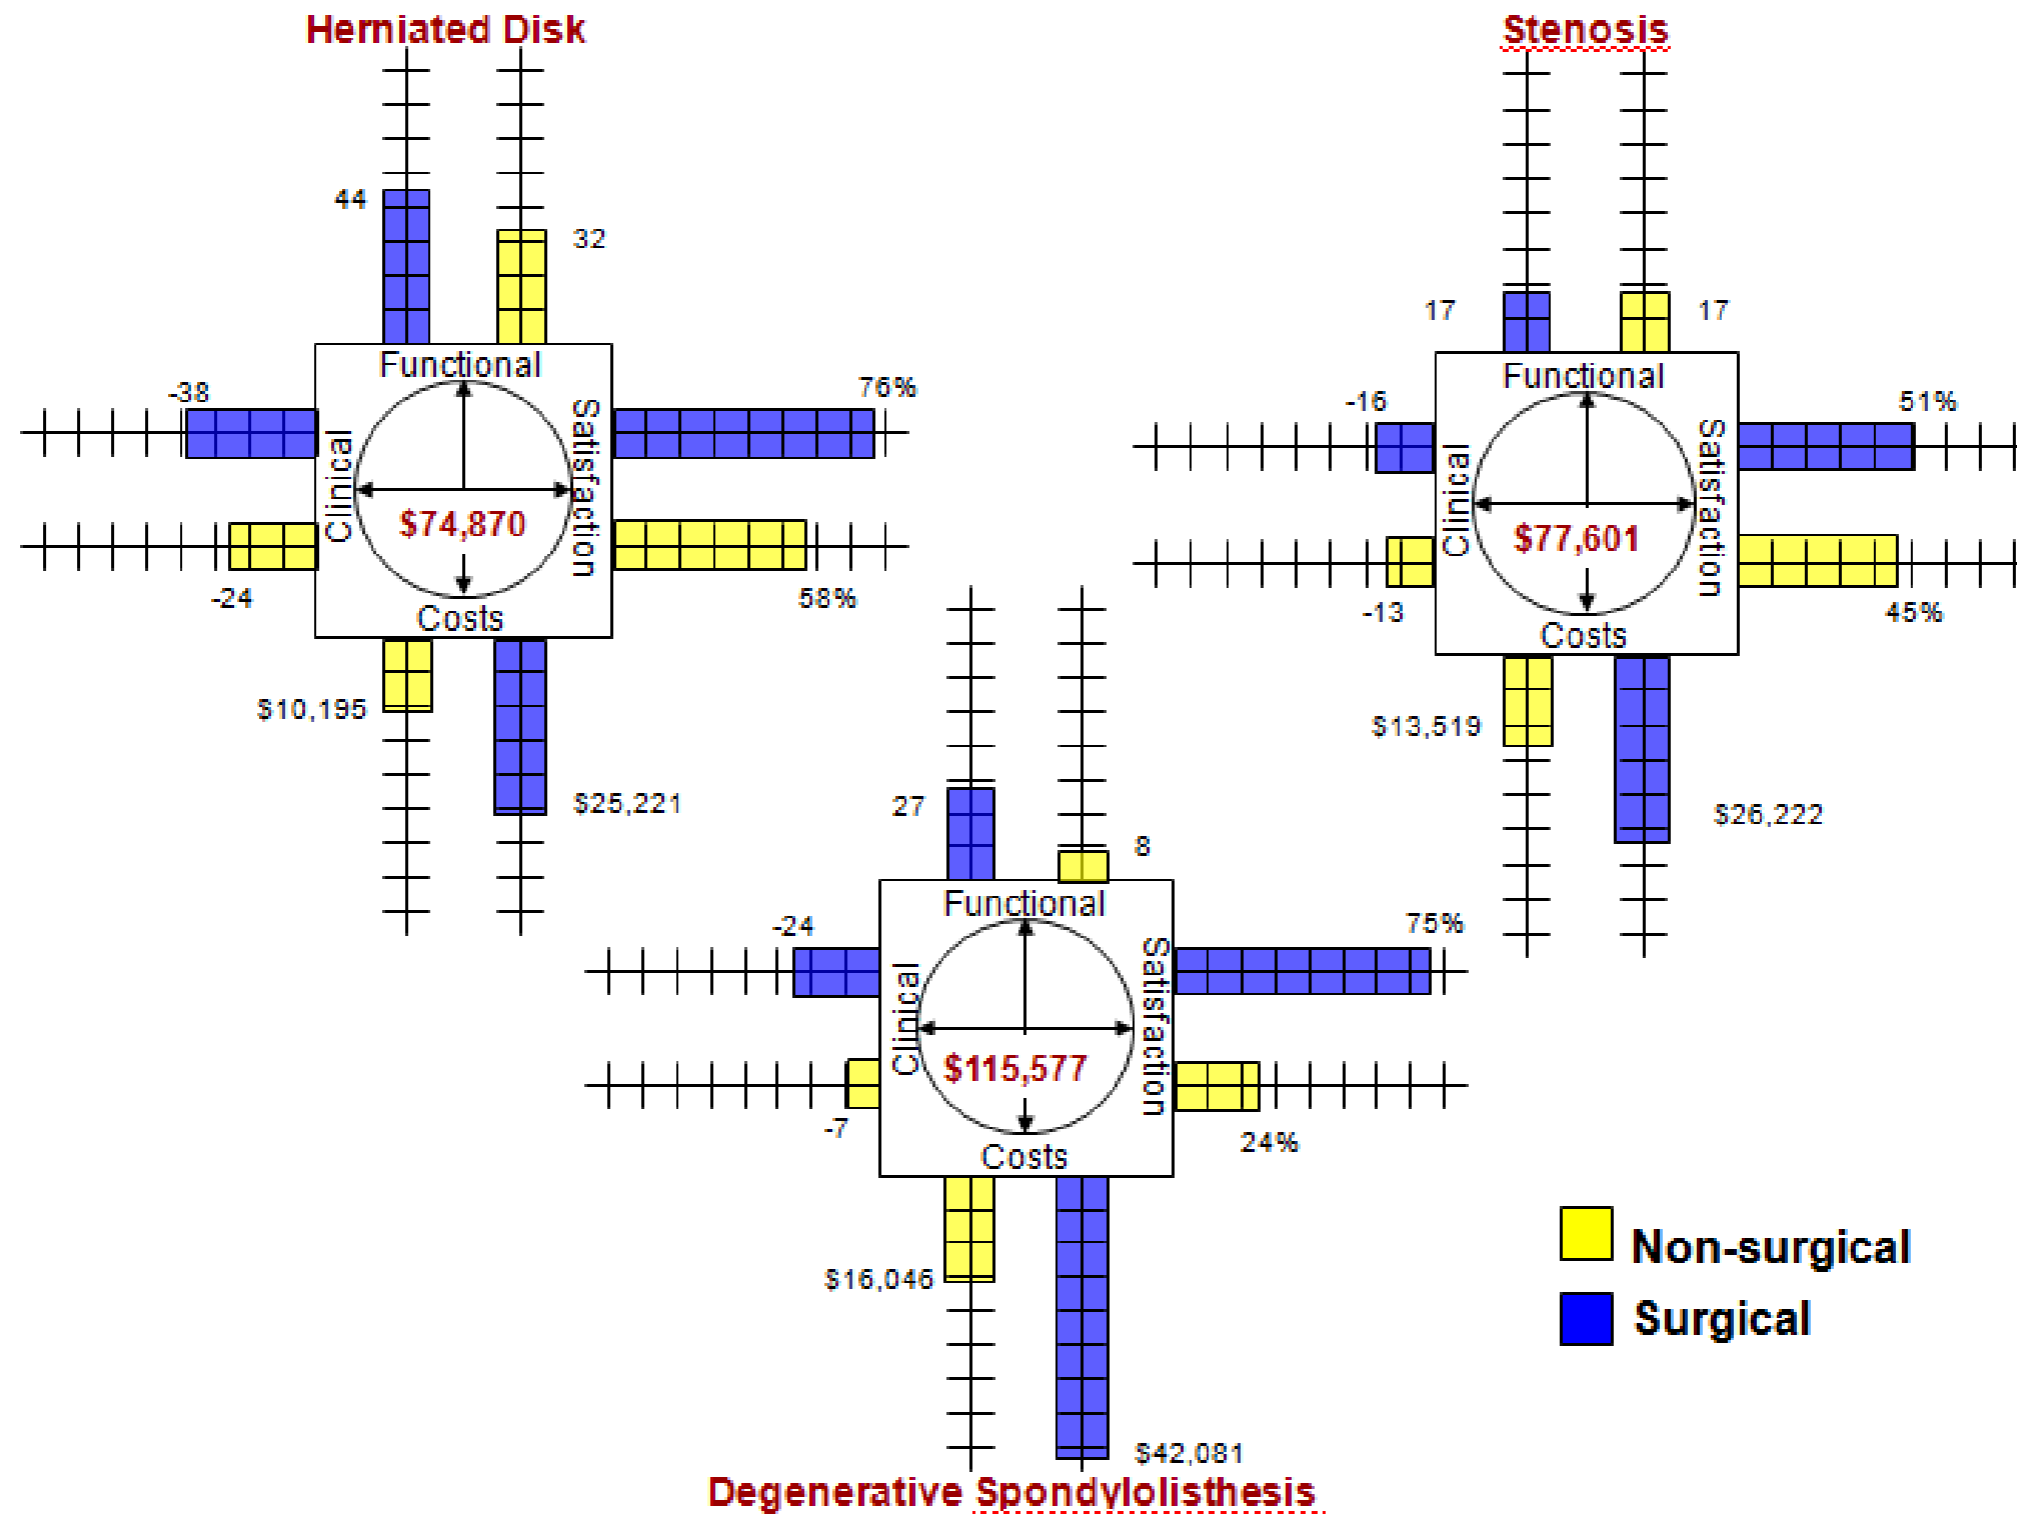 Herniated Disk
44
32
Functional
-38
76%
Clinical
Satisfaction
$74,870
-24
58%
Costs
$10,195
$25,221
Stenosis
17
17
Functional
-16
51%
Clinical
Satisfaction
$77,601
-13
45%
Costs
$13,519
$26,222
27
8
Functional
-24
75%
Clinical
Satisfaction
$115,577
-7
24%
Costs
$16,046
$42,081
Degenerative Spondylolisthesis
Non-surgical
Surgical